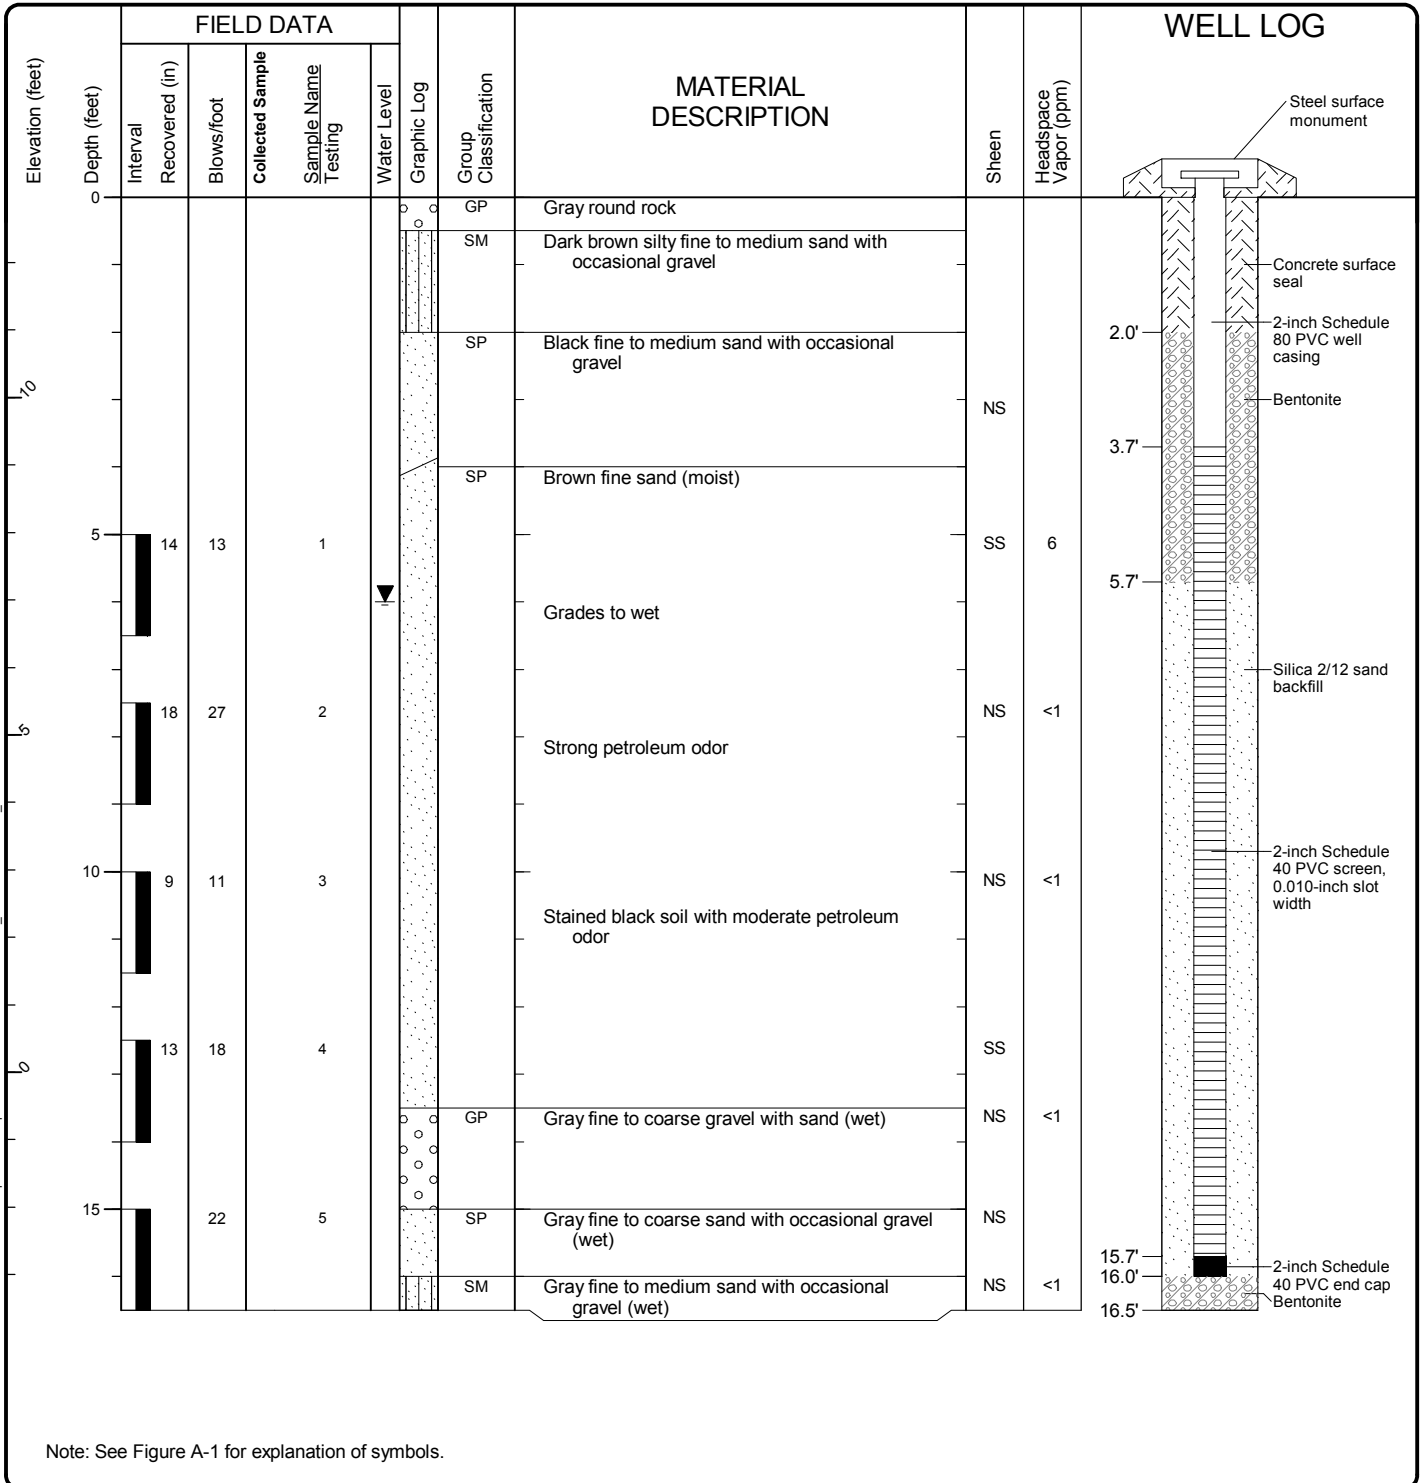 FIELD DATA
WELL LOG
Elevation (feet)
Depth (feet)
Interval
Recovered (in)
Blows/foot
Collected Sample
Sample Name
Testing
Water Level
Graphic Log
Group
Classification
MATERIAL
DESCRIPTION
Sheen
Headspace
Vapor (ppm)
Steel surface
monument
0
GP Gray round rock
SM Dark brown silty fine to medium sand with
occasional gravel
Concrete surface
seal
2-inch Schedule
80 PVC well
casing
2.0'
SP Black fine to medium sand with occasional
gravel
10
NS
Bentonite
3.7'
SP Brown fine sand (moist)
5 14 13 1 SS 6
5.7'
Grades to wet
Silica 2/12 sand
backfill
18 27 2 NS <1
5
Strong petroleum odor
2-inch Schedule
40 PVC screen,
0.010-inch slot
width
10 9 11 3 NS <1
Stained black soil with moderate petroleum
odor
13 18 4 SS
0
GP Gray fine to coarse gravel with sand (wet) NS <1
15 22 5 SP Gray fine to coarse sand with occasional gravel
(wet) NS
15.7'
16.0'
2-inch Schedule
40 PVC end cap
SM Gray fine to medium sand with occasional
gravel (wet) NS <1
Bentonite
16.5'
Note: See Figure A-1 for explanation of symbols.